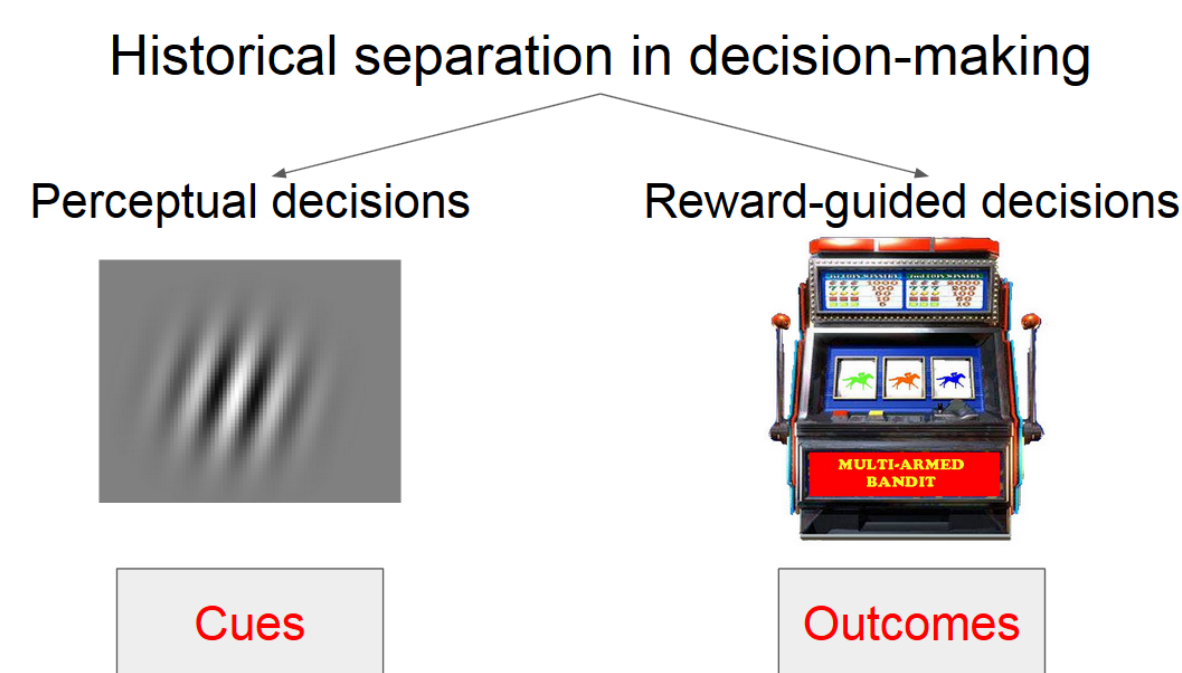 Historical separation in decision-making
Perceptual decisions
Reward-guided decisions
MULTI-ARMED
BANDIT
Cues
Outcomes